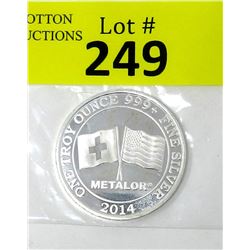 OTTON Lot #
UCTIONS 249
ONE TROY OUNCE 999+ FINE SILVER
METALOR®
2014